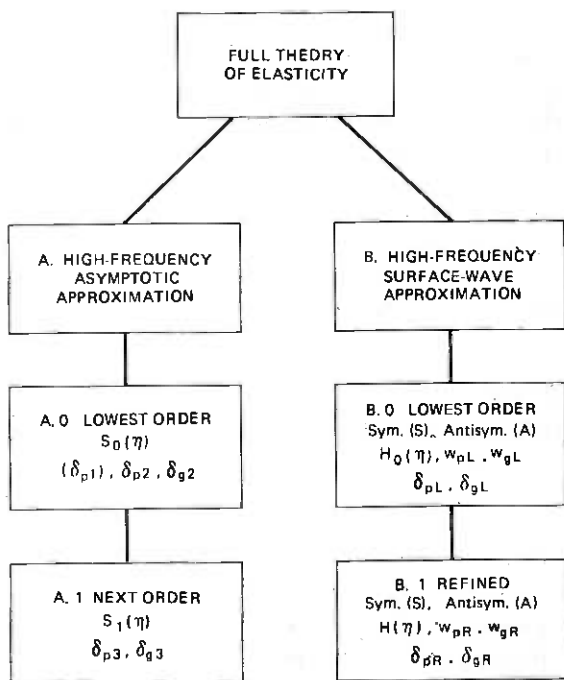 FULL THEORY
OF ELASTICITY
A. HIGH-FREQUENCY
ASYMPTOTIC
APPROXIMATION
B. HIGH-FREQUENCY
SURFACE-WAVE
APPROXIMATION
A.0 LOWEST ORDER
S₀(η)
(δp1), δp2, δg2
B.0 LOWEST ORDER
Sym. (S), Antisym. (A)
H₀(η), wpL, wgL
δpL, δgL
A.1 NEXT ORDER
S₁(η)
δp3, δg3
B.1 REFINED
Sym. (S), Antisym. (A)
H(η), wpR, wgR
δpR, δgR